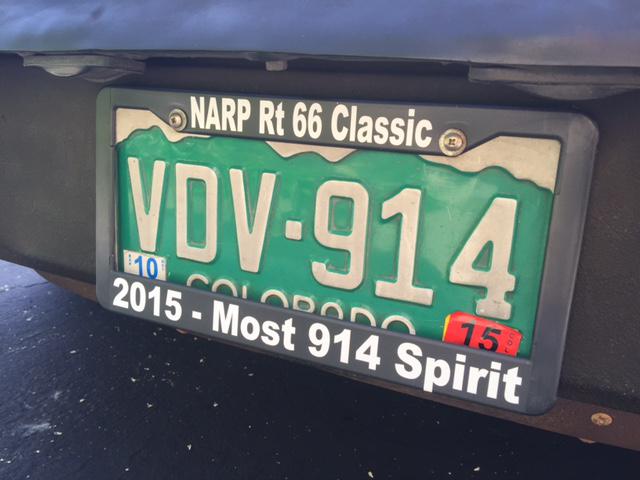 NARP Rt 66 Classic
VDV·914
10
COLORADO
15
2015 - Most 914 Spirit